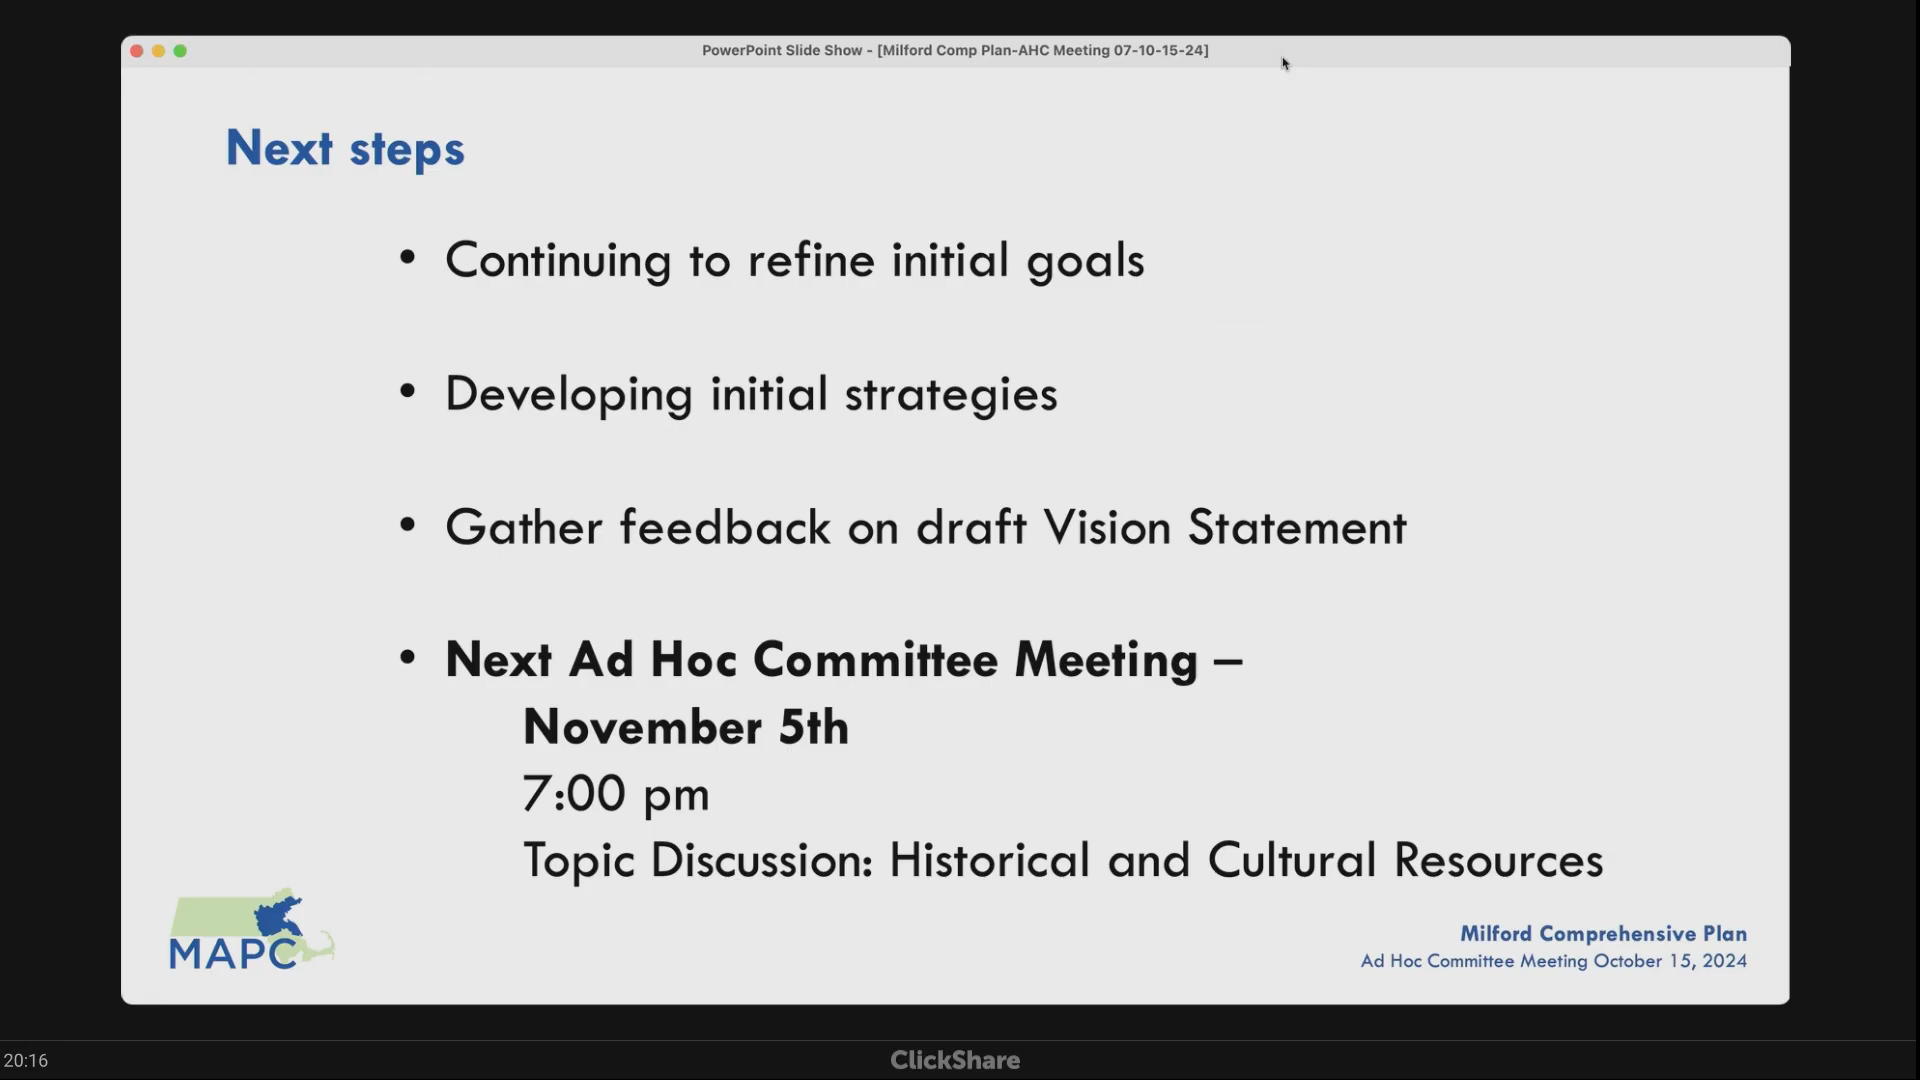 PowerPoint Slide Show - [Milford Comp Plan-AHC Meeting 07-10-15-24]
Next steps
• Continuing to refine initial goals
• Developing initial strategies
• Gather feedback on draft Vision Statement
• Next Ad Hoc Committee Meeting –
November 5th
7:00 pm
Topic Discussion: Historical and Cultural Resources
MAPC
Milford Comprehensive Plan
Ad Hoc Committee Meeting October 15, 2024
20:16
ClickShare